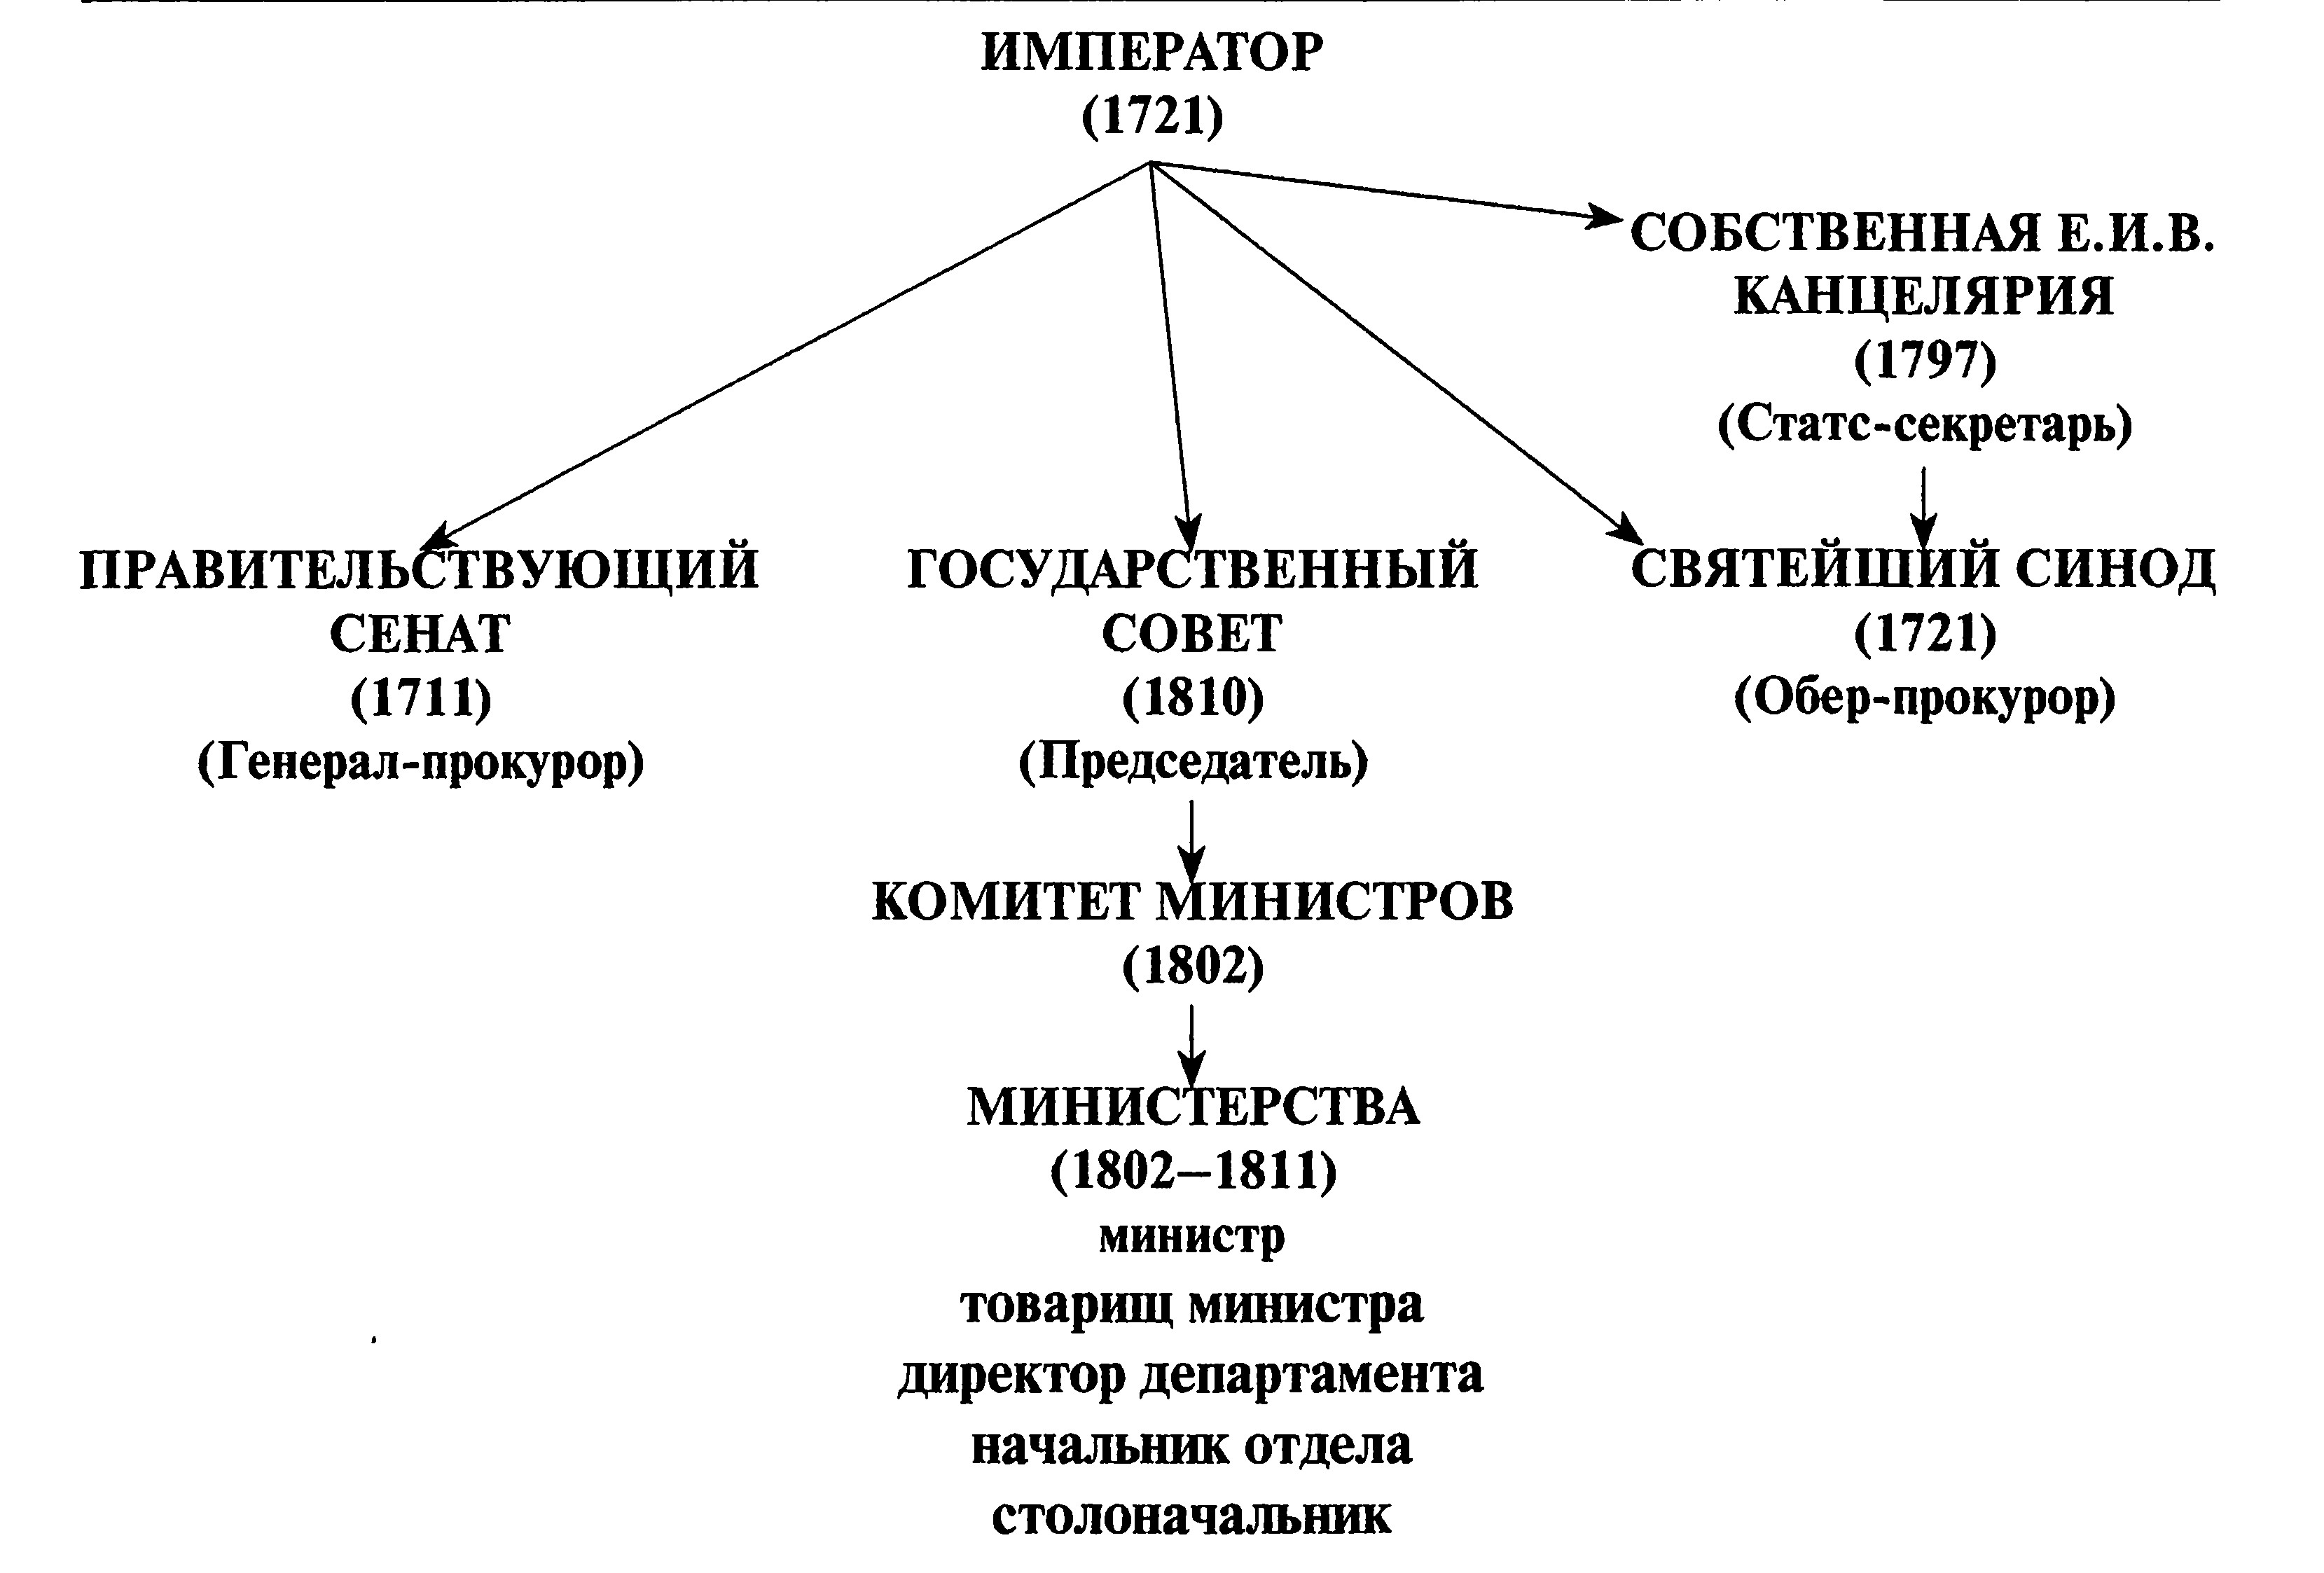 ИМПЕРАТОР
(1721)
СОБСТВЕННАЯ Е.И.В.
КАНЦЕЛЯРИЯ
(1797)
(Статс-секретарь)
ПРАВИТЕЛЬСТВУЮЩИЙ
СЕНАТ
(1711)
(Генерал-прокурор)
ГОСУДАРСТВЕННЫЙ
СОВЕТ
(1810)
(Председатель)
СВЯТЕЙШИЙ СИНОД
(1721)
(Обер-прокурор)
КОМИТЕТ МИНИСТРОВ
(1802)
МИНИСТЕРСТВА
(1802–1811)
министр
товарищ министра
директор департамента
начальник отдела
столоначальник